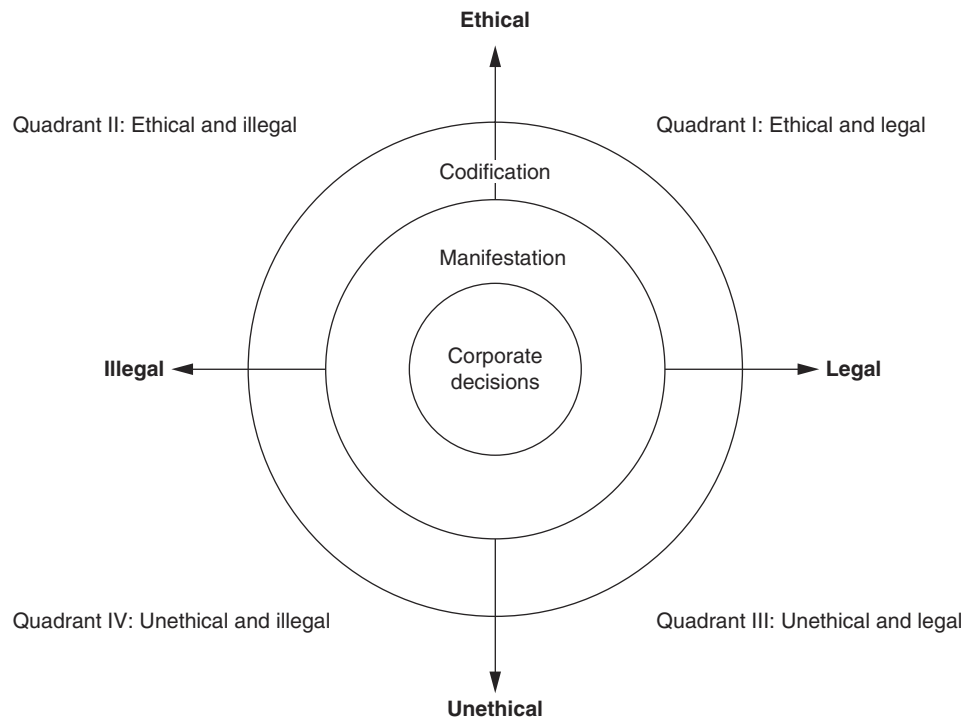 Ethical
Quadrant II: Ethical and illegal
Quadrant I: Ethical and legal
Codification
Manifestation
Corporate
decisions
Illegal
Legal
Quadrant IV: Unethical and illegal
Quadrant III: Unethical and legal
Unethical